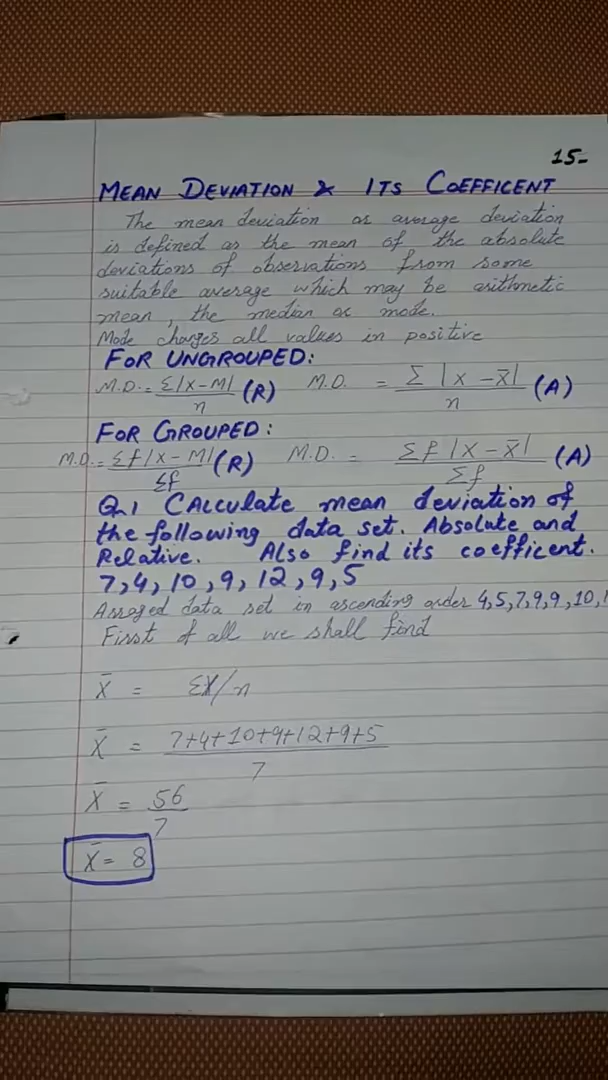 15-
MEAN DEVIATION & ITS COEFFICENT
The mean deviation or average deviation
is defined as the mean of the absolute
deviations of observations from some
suitable average which may be arithmetic
mean, the median or mode.
Mode changes all values in positive
FOR UNGROUPED:
M.D. = Σ|X-M|/n (R) M.D. = Σ |X - X̄|/n (A)
FOR GROUPED:
M.D. = Σf|X-M|/Σf (R) M.D. = Σf |X - X̄|/Σf (A)
Q.1 CALculate mean deviation of
the following data set. Absolute and
Relative. Also find its coefficent.
7,4,10,9,12,9,5
Arraged data set in ascending order 4,5,7,9,9,10,1
First of all we shall find
X̄ = ΣX/n
X̄ = 7+4+10+9+12+9+5
7
X̄ = 56
7
X̄ = 8